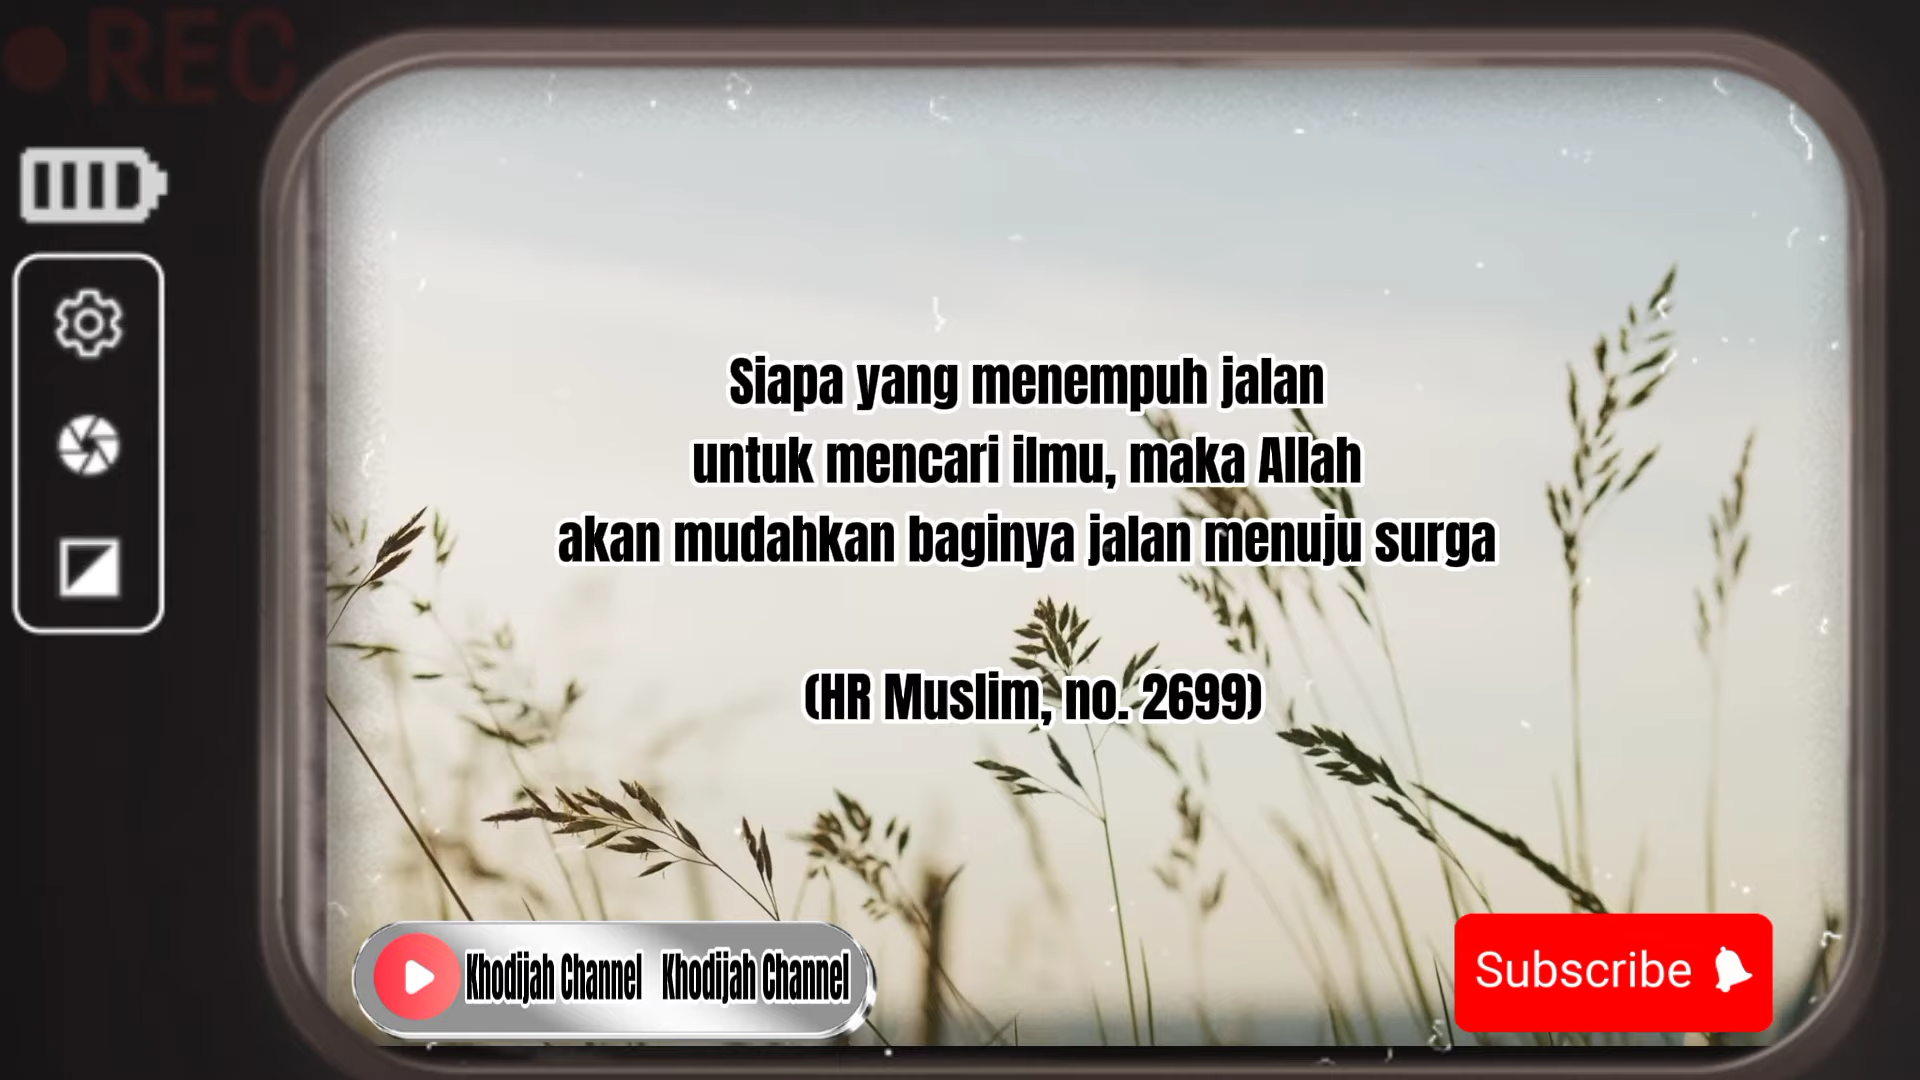 REC
Siapa yang menempuh jalan
untuk mencari ilmu, maka Allah
akan mudahkan baginya jalan menuju surga
(HR Muslim, no. 2699)
Khodijah Channel Khodijah Channel
Subscribe